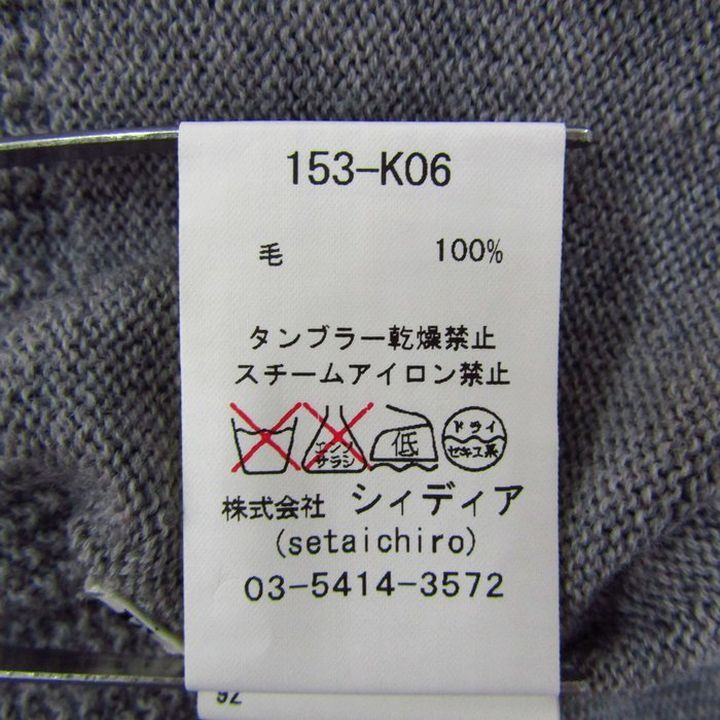 153-K06
毛 100%
タンブラー乾燥禁止
スチームアイロン禁止
エンソ
サラシ
低
ドライ
セキユ系
株式会社 シィディア
(setaichiro)
03-5414-3572
92